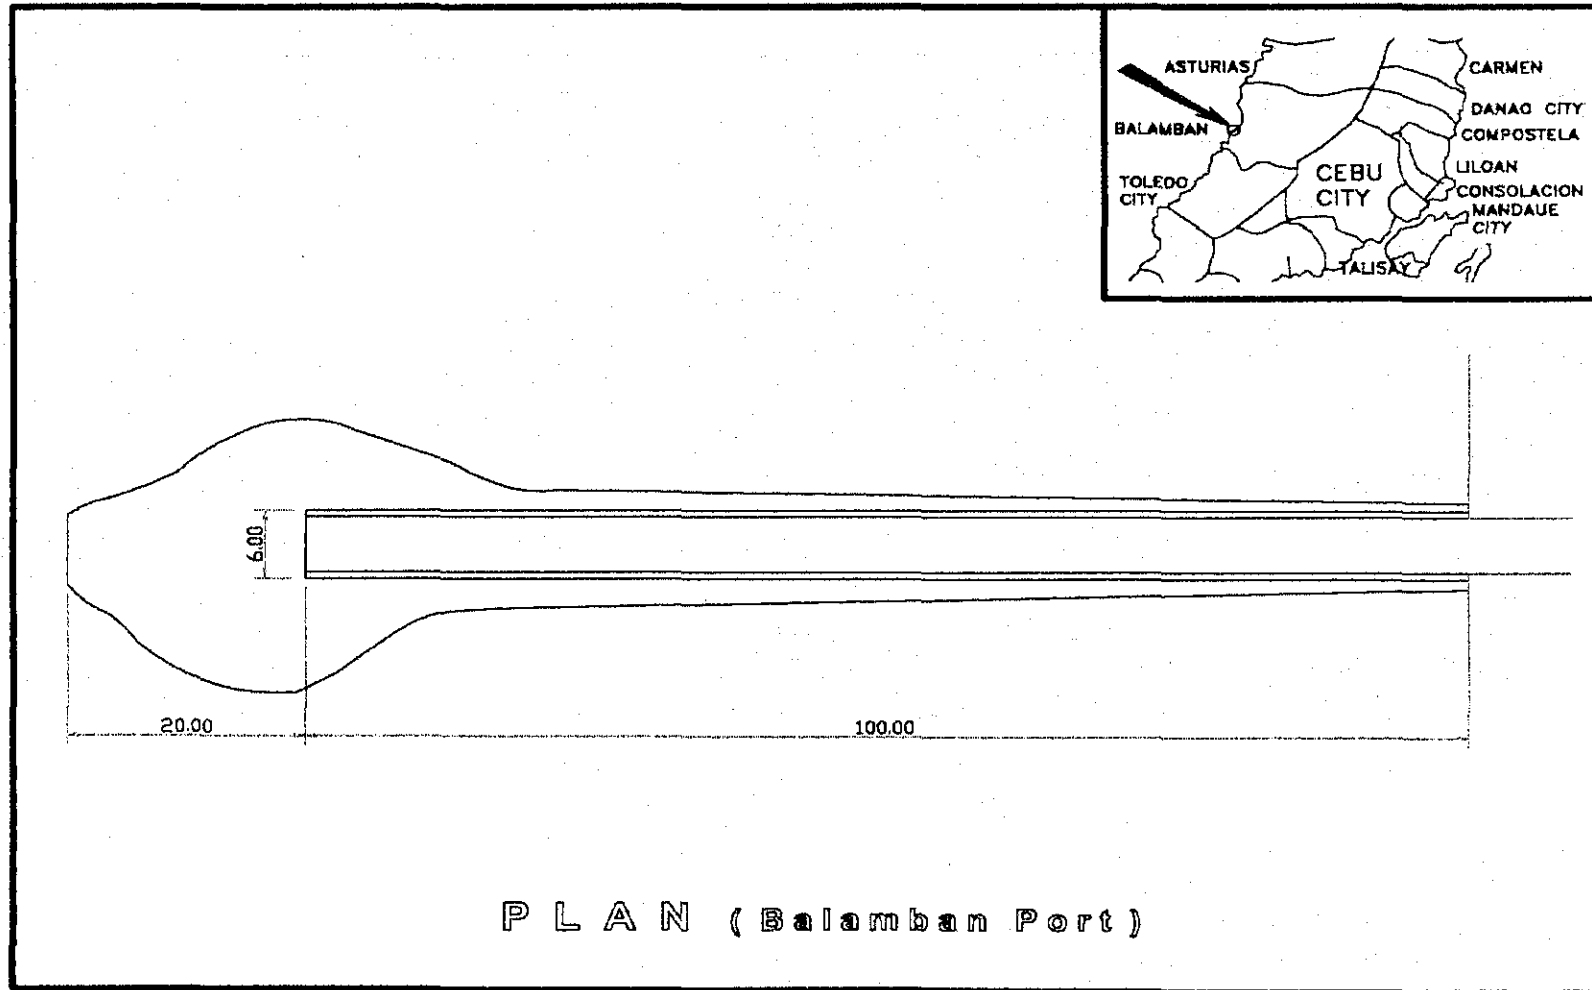 ASTURIAS
CARMEN
DANAO CITY
BALAMBAN
COMPOSTELA
LILOAN
CEBU
CITY
TOLEDO
CITY
CONSOLACION
MANDAUE
CITY
TALISAY
6.00
20.00
100.00
PLAN (Balamban Port)